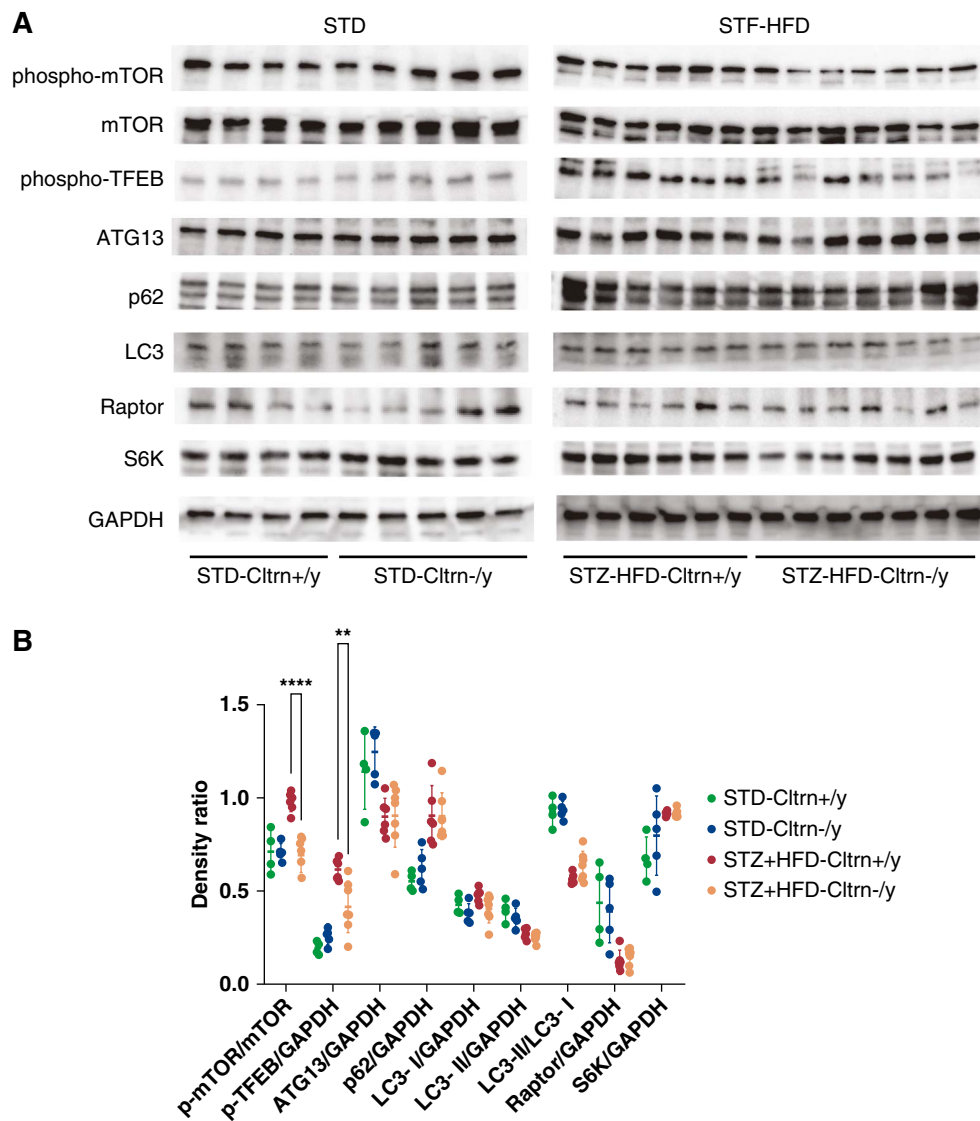 A
STD
STF-HFD
phospho-mTOR
mTOR
phospho-TFEB
ATG13
p62
LC3
Raptor
S6K
GAPDH
STD-Cltrn+/y
STD-Cltrn-/y
STZ-HFD-Cltrn+/y
STZ-HFD-Cltrn-/y
B
**
****
1.5
1.0
0.5
0.0
Density ratio
STD-Cltrn+/y
STD-Cltrn-/y
STZ+HFD-Cltrn+/y
STZ+HFD-Cltrn-/y
p-mTOR/mTOR
p-TFEB/GAPDH
ATG13/GAPDH
p62/GAPDH
LC3- I/GAPDH
LC3- II/GAPDH
LC3-II/LC3- I
Raptor/GAPDH
S6K/GAPDH